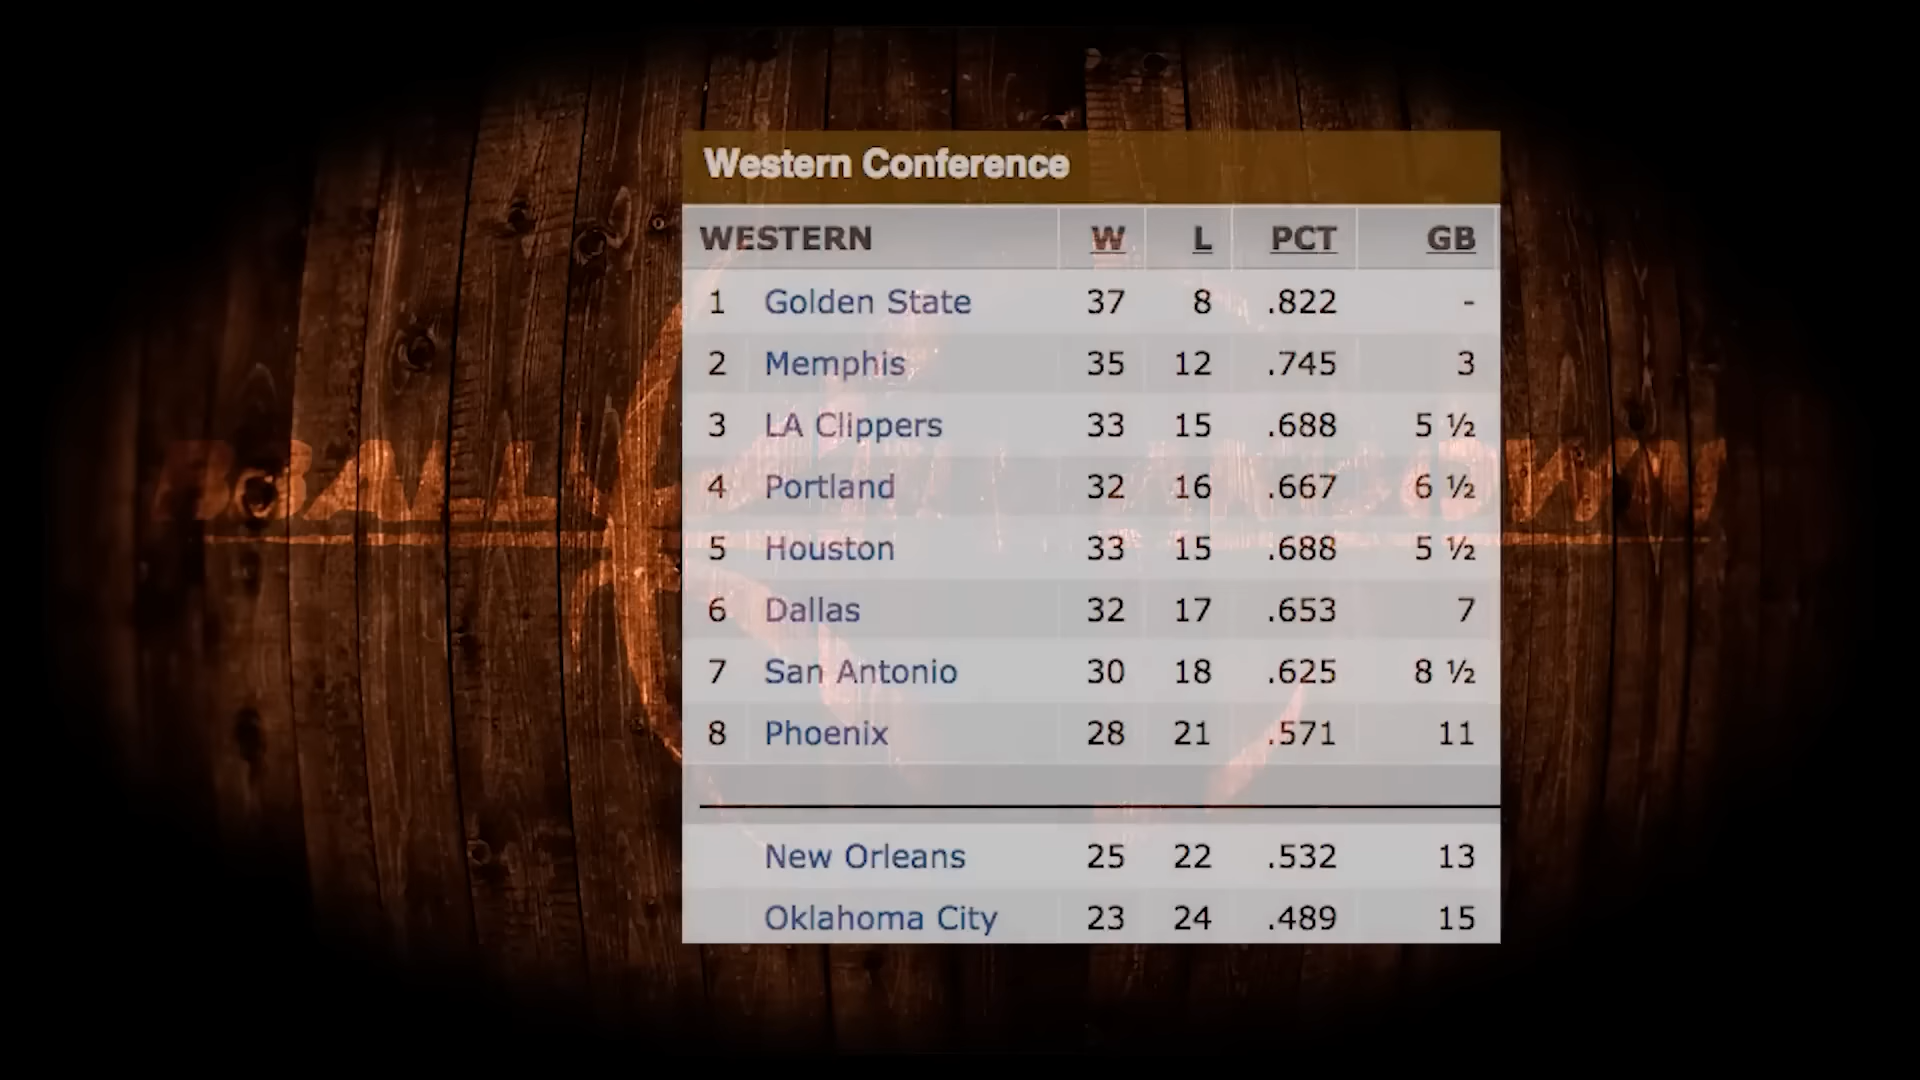 Western Conference
WESTERN W L PCT GB
1 Golden State 37 8 .822 -
2 Memphis 35 12 .745 3
3 LA Clippers 33 15 .688 5 ½
4 Portland 32 16 .667 6 ½
5 Houston 33 15 .688 5 ½
6 Dallas 32 17 .653 7
7 San Antonio 30 18 .625 8 ½
8 Phoenix 28 21 .571 11
New Orleans 25 22 .532 13
Oklahoma City 23 24 .489 15